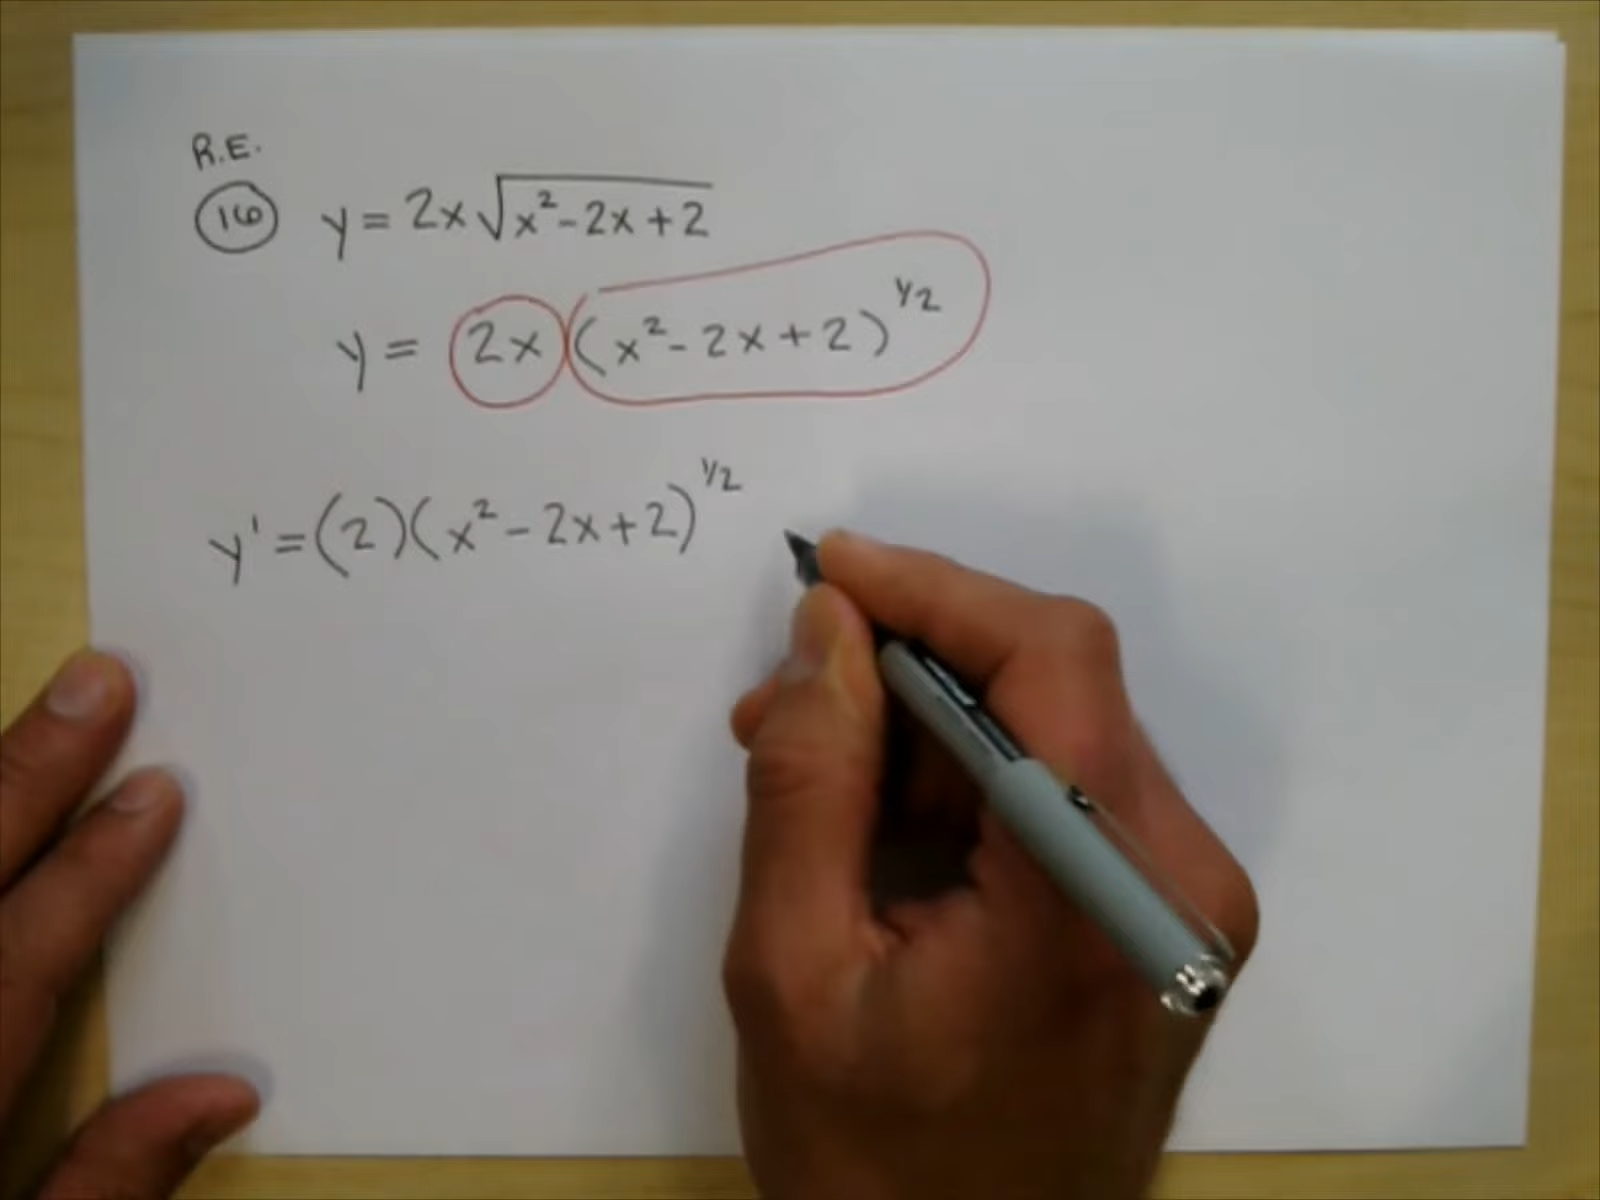 R.E.
16 y = 2x√(x² - 2x + 2)
y = 2x (x² - 2x + 2)^1/2
y' = (2)(x² - 2x + 2)^1/2